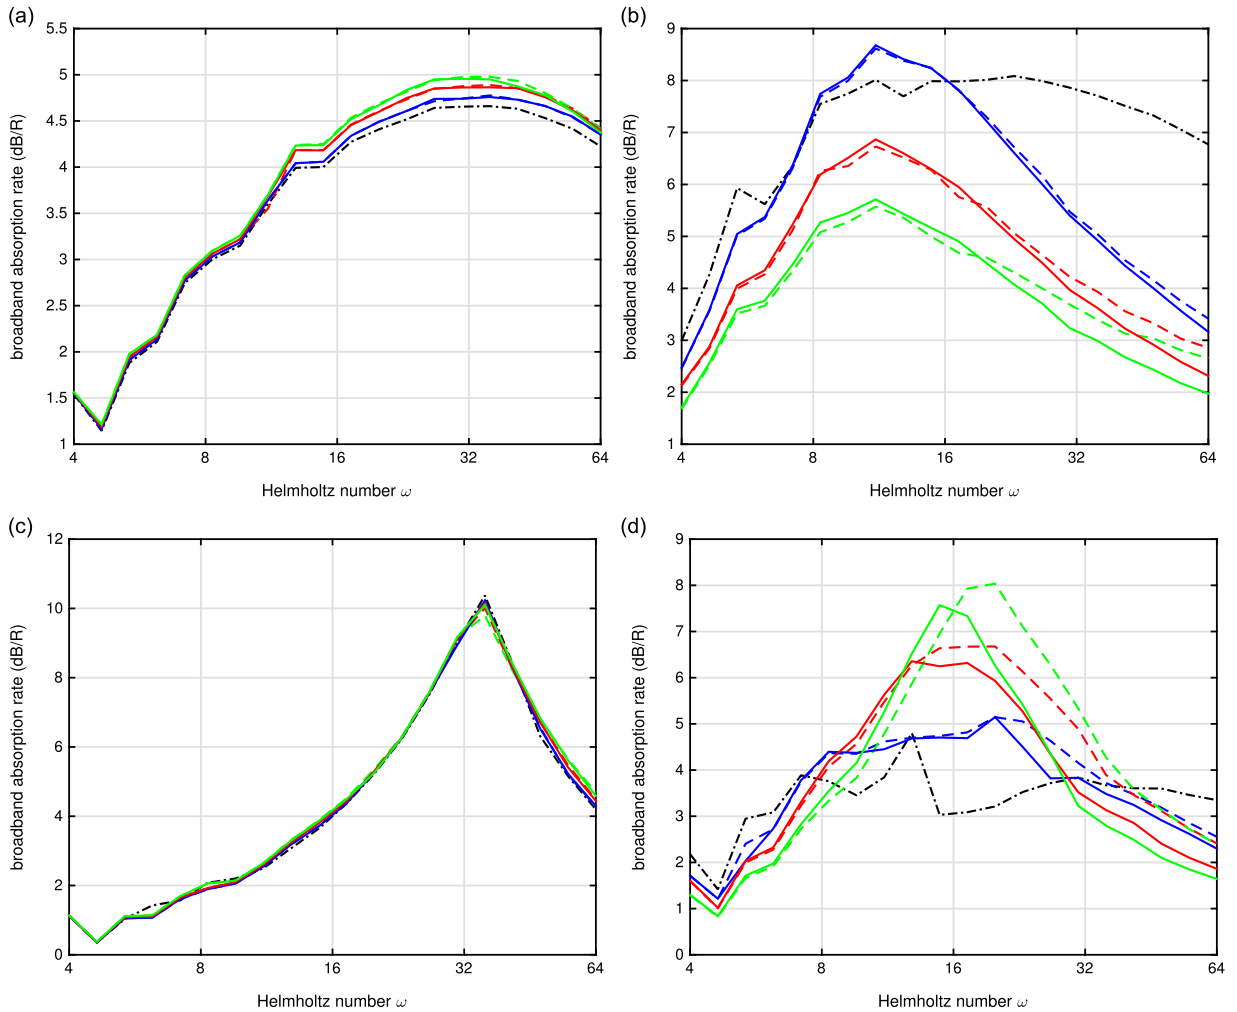 (a)
5.5
5
4.5
4
3.5
3
2.5
2
1.5
1
4 8 16 32 64
broadband absorption rate (dB/R)
Helmholtz number ω
(b)
9
8
7
6
5
4
3
2
1
4 8 16 32 64
broadband absorption rate (dB/R)
Helmholtz number ω
(c)
12
10
8
6
4
2
0
4 8 16 32 64
broadband absorption rate (dB/R)
Helmholtz number ω
(d)
9
8
7
6
5
4
3
2
1
0
4 8 16 32 64
broadband absorption rate (dB/R)
Helmholtz number ω